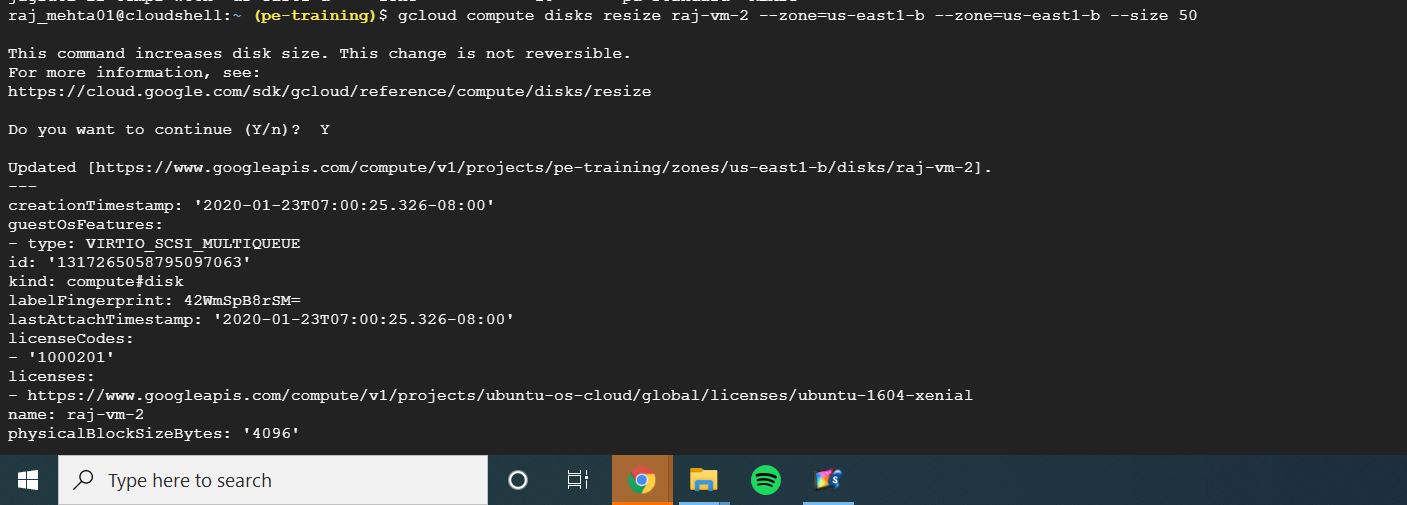 raj_mehta01@cloudshell:~ (pe-training)$ gcloud compute disks resize raj-vm-2 --zone=us-east1-b --zone=us-east1-b --size 50
This command increases disk size. This change is not reversible.
For more information, see:
https://cloud.google.com/sdk/gcloud/reference/compute/disks/resize
Do you want to continue (Y/n)?  Y
Updated [https://www.googleapis.com/compute/v1/projects/pe-training/zones/us-east1-b/disks/raj-vm-2].
---
creationTimestamp: '2020-01-23T07:00:25.326-08:00'
guestOsFeatures:
- type: VIRTIO_SCSI_MULTIQUEUE
id: '1317265058795097063'
kind: compute#disk
labelFingerprint: 42WmSpB8rSM=
lastAttachTimestamp: '2020-01-23T07:00:25.326-08:00'
licenseCodes:
- '1000201'
licenses:
- https://www.googleapis.com/compute/v1/projects/ubuntu-os-cloud/global/licenses/ubuntu-1604-xenial
name: raj-vm-2
physicalBlockSizeBytes: '4096'
Type here to search